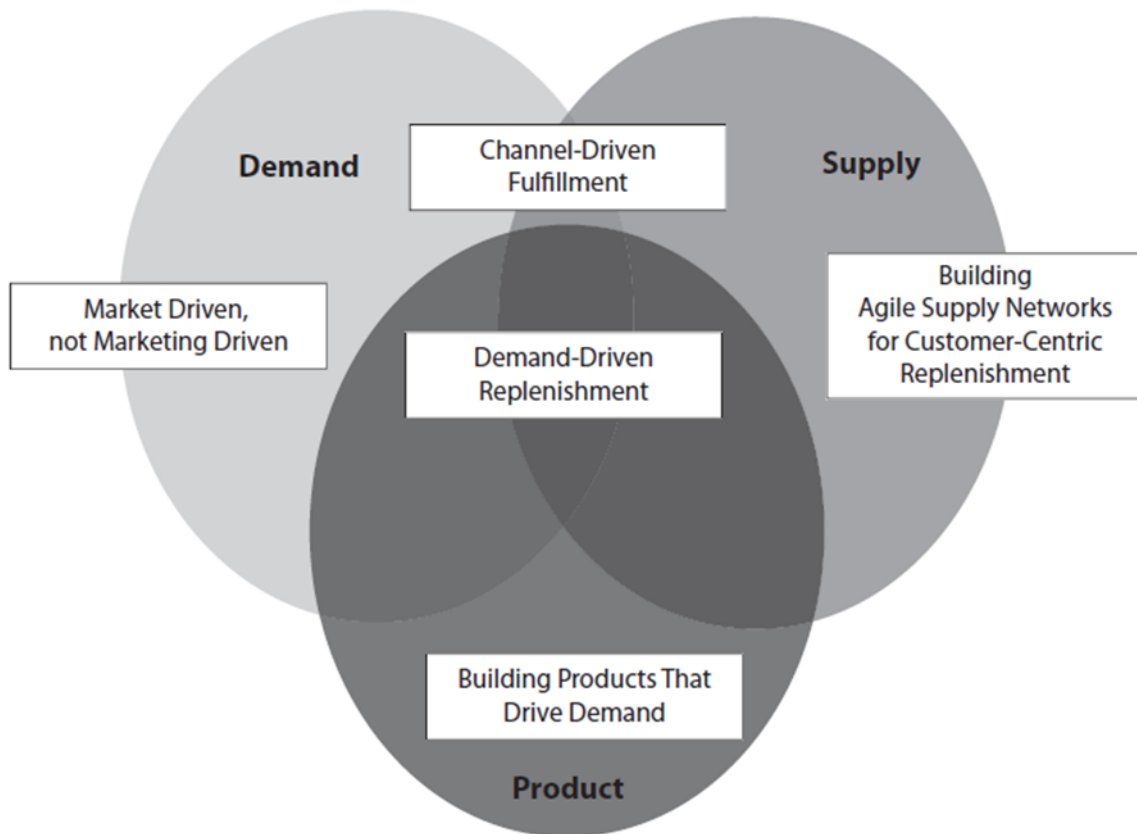 Demand
Channel-Driven
Fulfillment
Supply
Market Driven,
not Marketing Driven
Building
Agile Supply Networks
for Customer-Centric
Replenishment
Demand-Driven
Replenishment
Building Products That
Drive Demand
Product